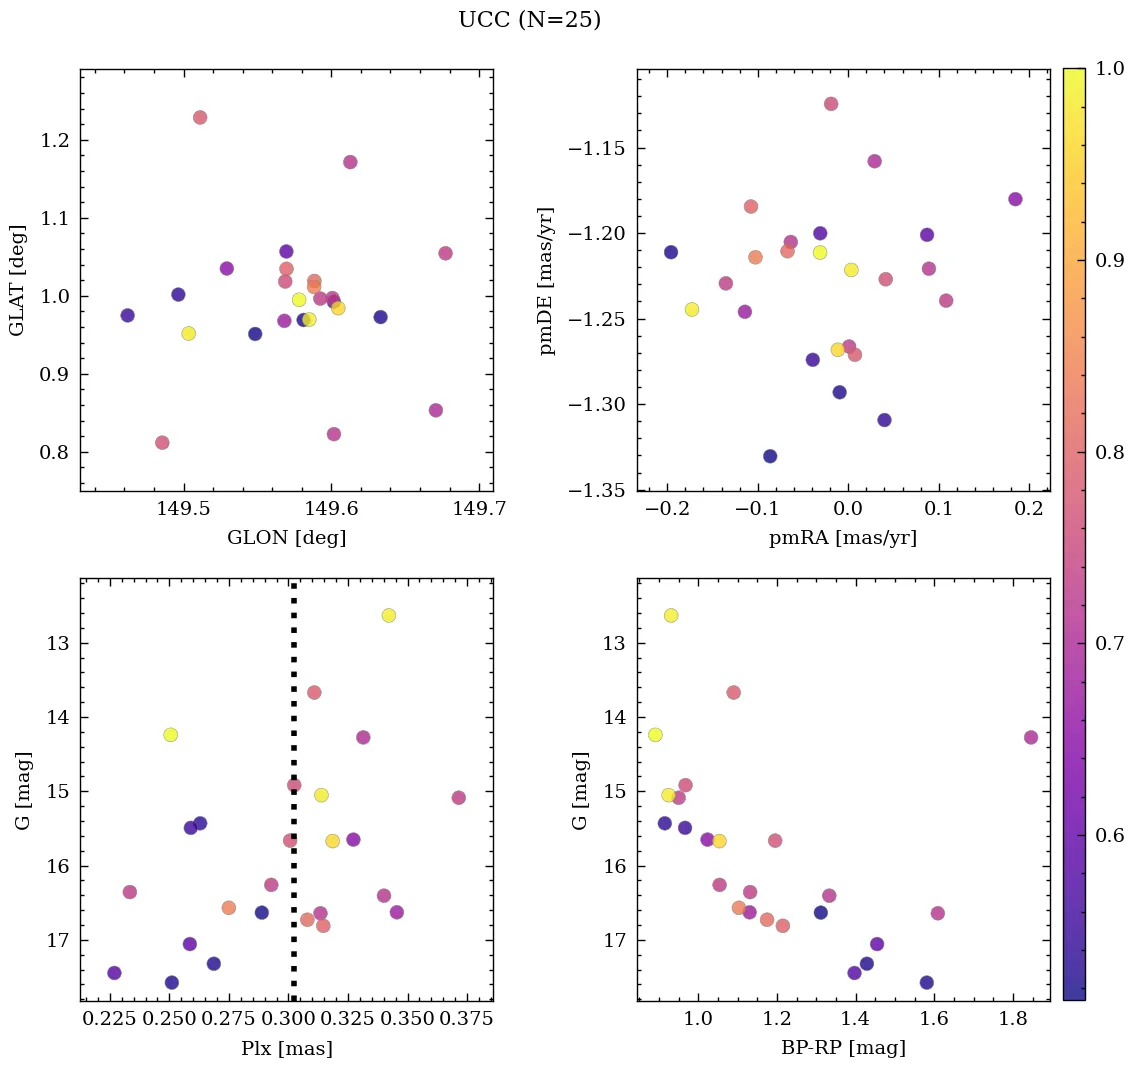 UCC (N=25)
1.2
1.1
1.0
0.9
0.8
GLAT [deg]
149.5 149.6 149.7
GLON [deg]
−1.15
−1.20
−1.25
−1.30
−1.35
pmDE [mas/yr]
−0.2 −0.1 0.0 0.1 0.2
pmRA [mas/yr]
1.0
0.9
0.8
0.7
0.6
13
14
15
16
17
G [mag]
0.225 0.250 0.275 0.300 0.325 0.350 0.375
Plx [mas]
13
14
15
16
17
G [mag]
1.0 1.2 1.4 1.6 1.8
BP-RP [mag]